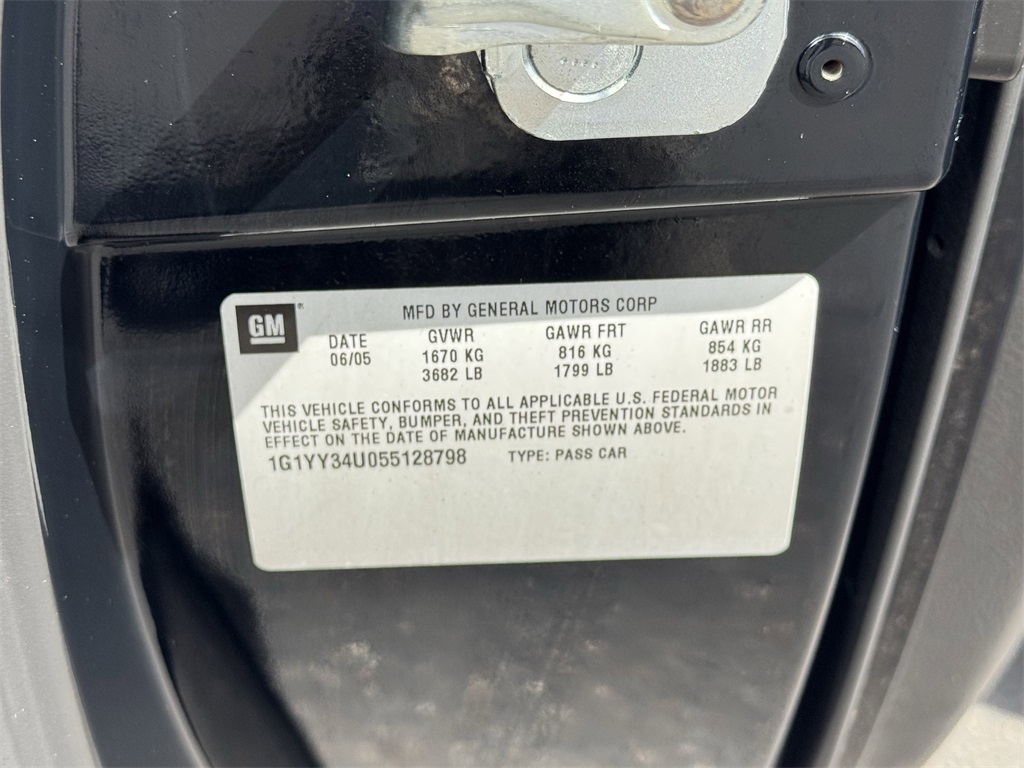 GM
MFD BY GENERAL MOTORS CORP
DATE GVWR GAWR FRT GAWR RR
06/05 1670 KG 816 KG 854 KG
3682 LB 1799 LB 1883 LB
THIS VEHICLE CONFORMS TO ALL APPLICABLE U.S. FEDERAL MOTOR
VEHICLE SAFETY, BUMPER, AND THEFT PREVENTION STANDARDS IN
EFFECT ON THE DATE OF MANUFACTURE SHOWN ABOVE.
1G1YY34U055128798 TYPE: PASS CAR